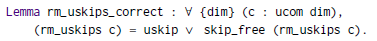 Lemma rm_uskips_correct : ∀ {dim} (c : ucom dim),
(rm_uskips c) = uskip ∨ skip_free (rm_uskips c).